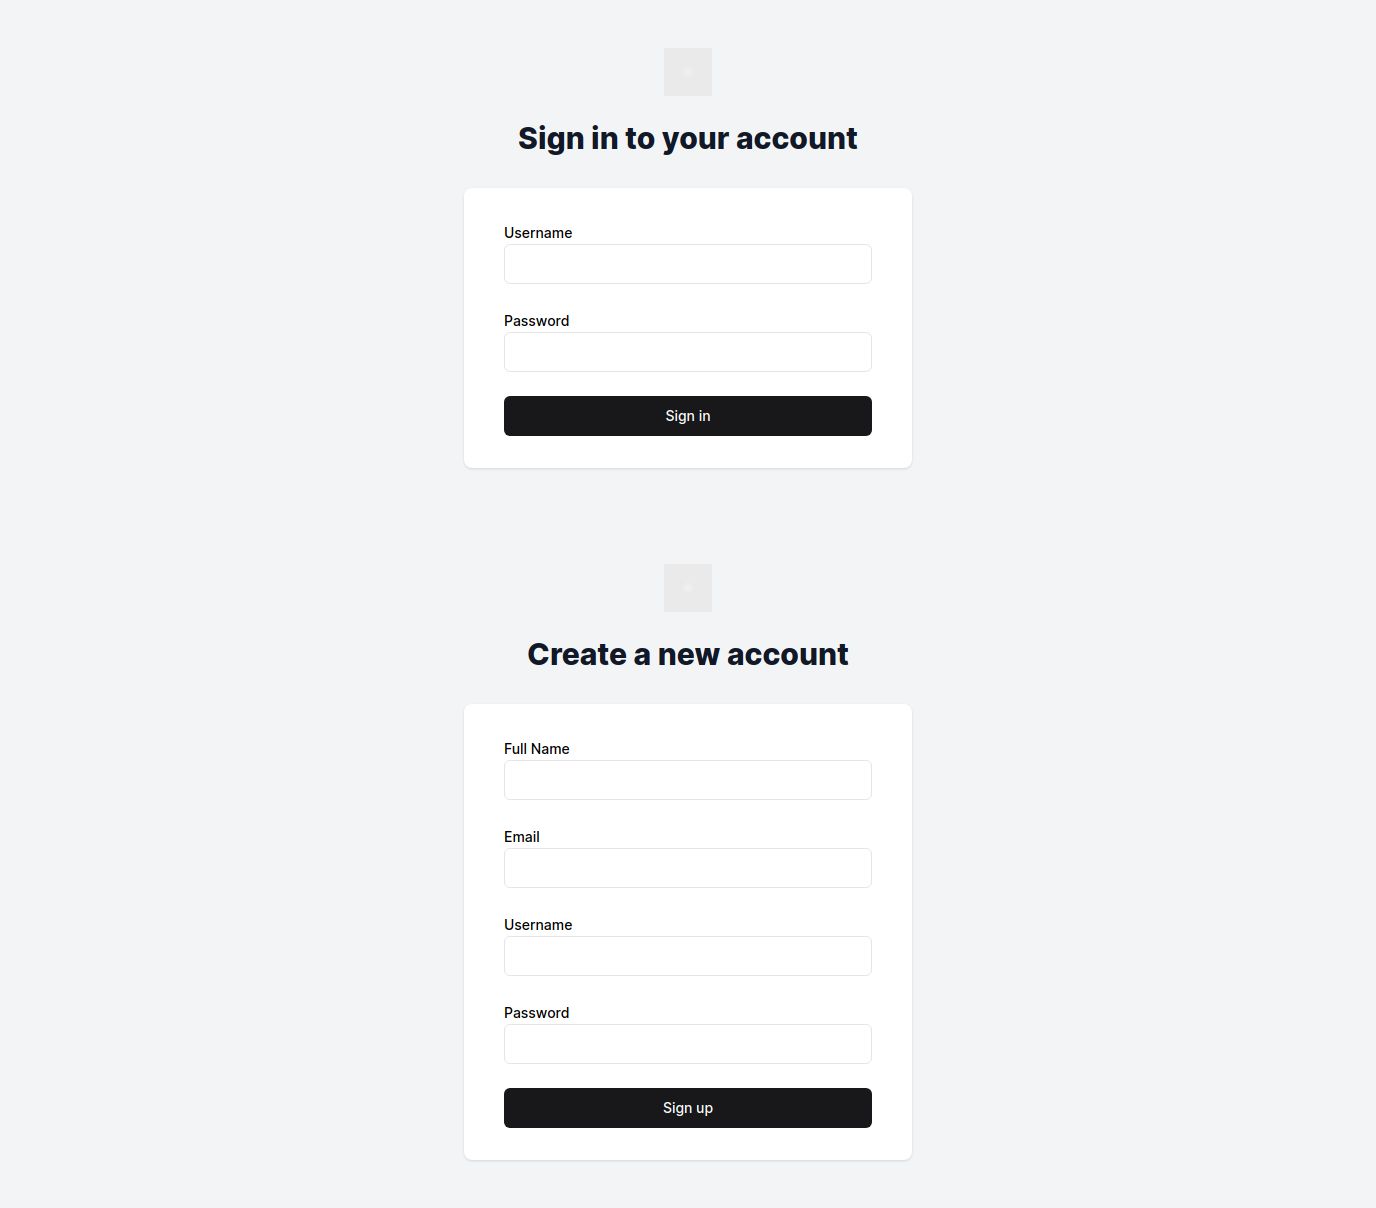 Sign in to your account
Username
Password
Sign in
Create a new account
Full Name
Email
Username
Password
Sign up